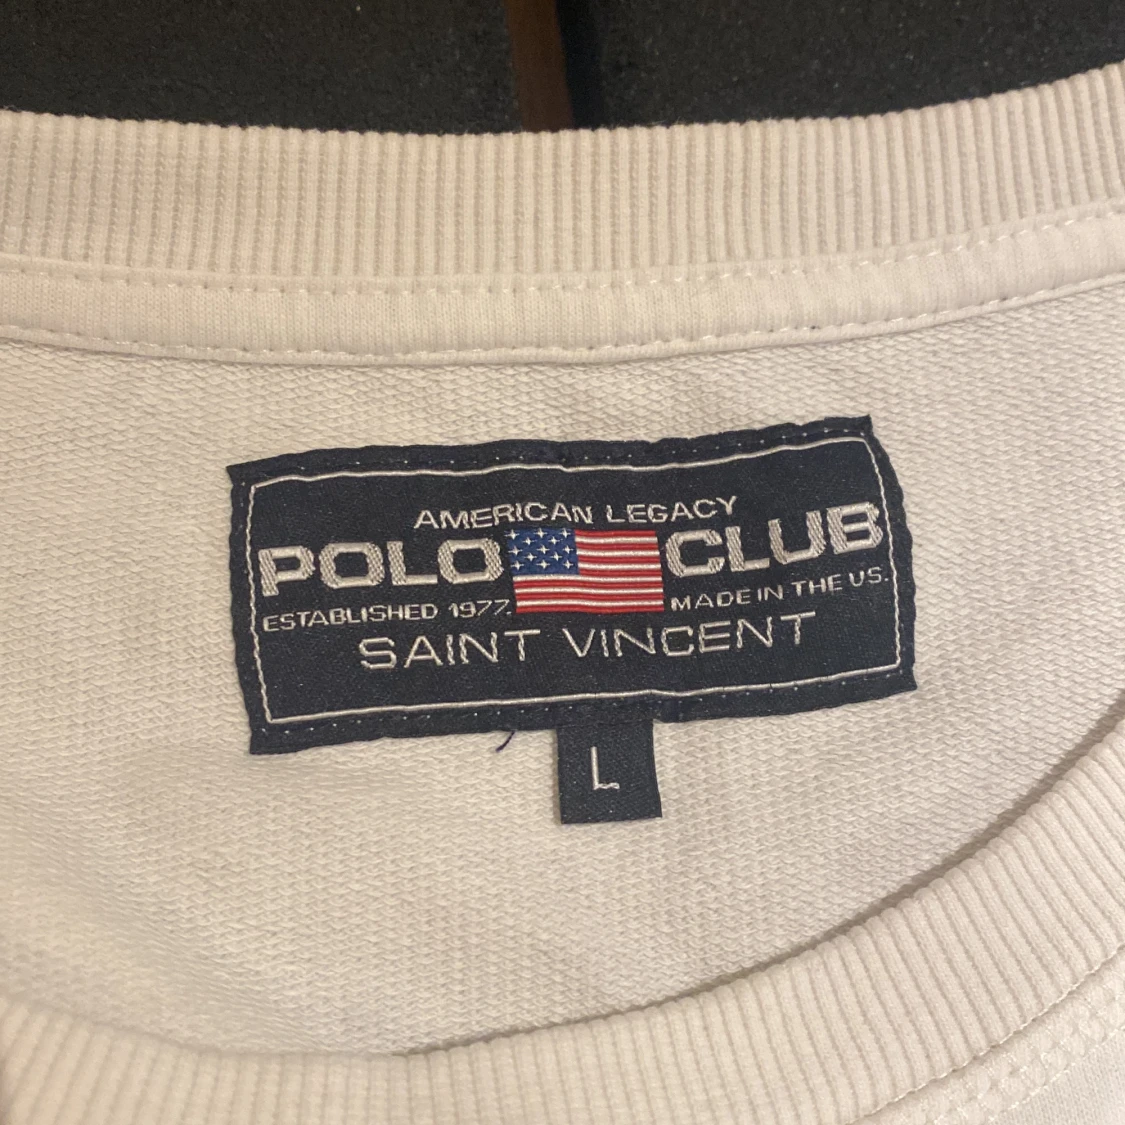 AMERICAN LEGACY
POLO CLUB
ESTABLISHED 1977. MADE IN THE US.
SAINT VINCENT
L